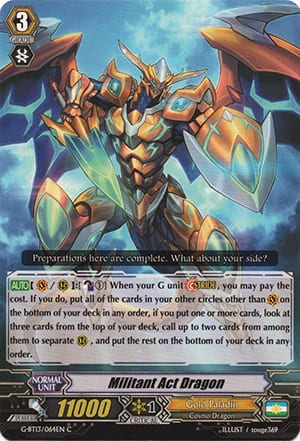 3
GRADE
Preparations here are complete. What about your side?
AUTO [ ] [ ]:[ ] When your G unit STRIDE, you may pay the
cost. If you do, put all of the cards in your other circles other than on
the bottom of your deck in any order, if you put one or more cards, look at
three cards from the top of your deck, call up to two cards from among
them to separate , and put the rest on the bottom of your deck in any
order.
NORMAL
UNIT
Militant Act Dragon
11000
1
CRITICAL
Gold Paladin
Cosmo Dragon
G-BT13/064EN C
ILLUST / touge369